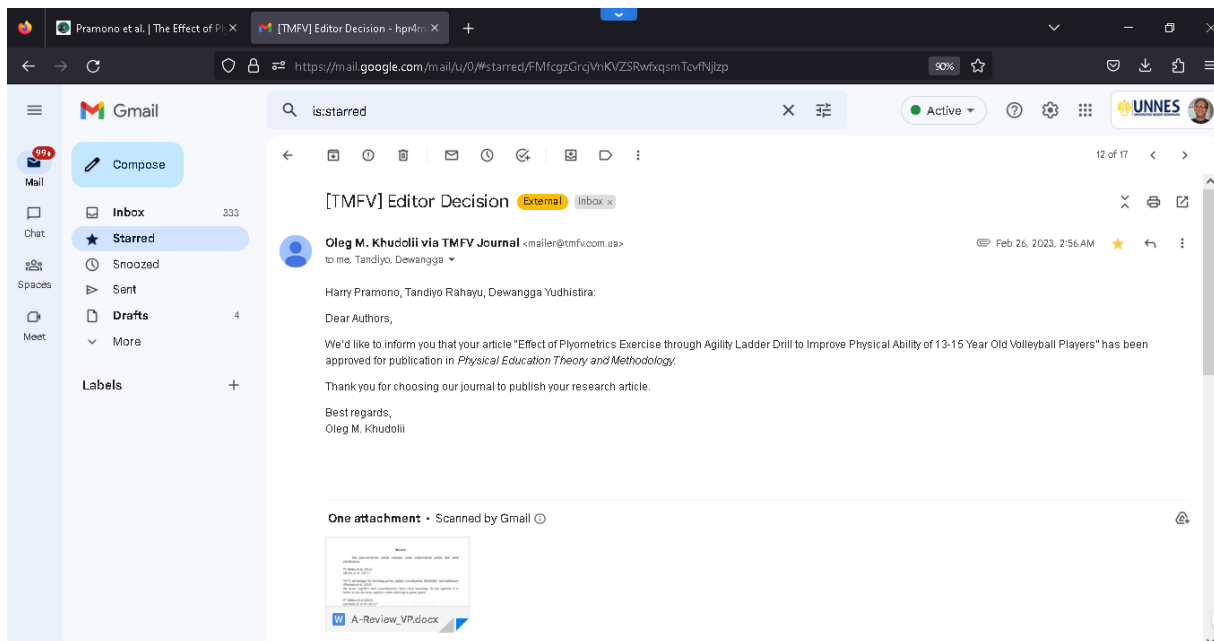 Pramono et al. | The Effect of Pl
[TMFV] Editor Decision - hpr4m
https://mail.google.com/mail/u/0/#starred/FMfcgzGrcjVnKVZSRwfxqsmTcvfNjlzp
90%
Gmail
is:starred
Active
UNNES
99+
Mail
Compose
12 of 17
Chat
Inbox 333
Starred
Snoozed
Spaces
Sent
Drafts 4
Meet
More
Labels
[TMFV] Editor Decision External Inbox x
Oleg M. Khudolii via TMFV Journal <mailer@tmfv.com.ua>
Feb 26, 2023, 2:56 AM
to me, Tandiyo, Dewangga
Harry Pramono, Tandiyo Rahayu, Dewangga Yudhistira:
Dear Authors,
We'd like to inform you that your article "Effect of Plyometrics Exercise through Agility Ladder Drill to Improve Physical Ability of 13-15 Year Old Volleyball Players" has been
approved for publication in Physical Education Theory and Methodology.
Thank you for choosing our journal to publish your research article.
Best regards,
Oleg M. Khudolii
One attachment • Scanned by Gmail
Review
W A-Review_VP.docx